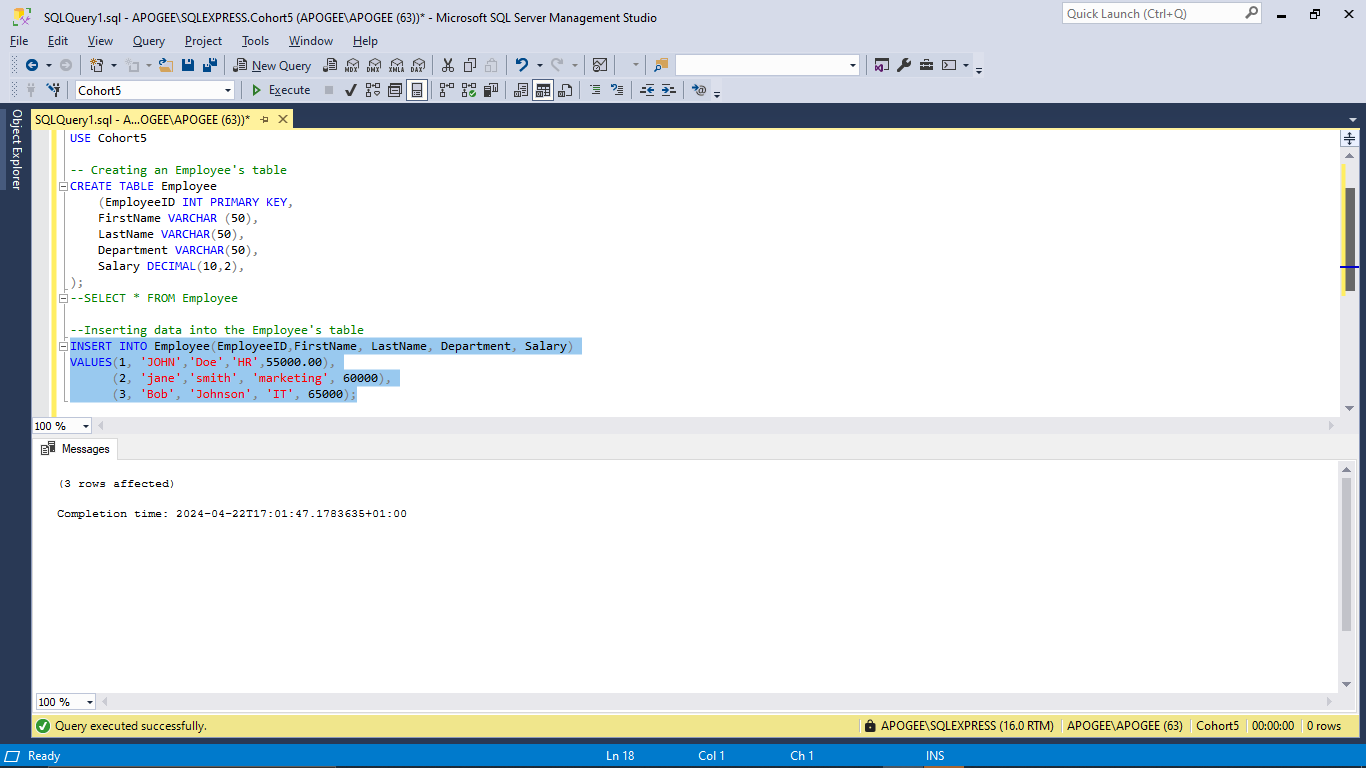 SQLQuery1.sql - APOGEE\SQLEXPRESS.Cohort5 (APOGEE\APOGEE (63))* - Microsoft SQL Server Management Studio
Quick Launch (Ctrl+Q)
File Edit View Query Project Tools Window Help
New Query MDX DMX XMLA DAX
Cohort5 Execute
Object Explorer
SQLQuery1.sql - A...OGEE\APOGEE (63))*
USE Cohort5
-- Creating an Employee's table
CREATE TABLE Employee
(EmployeeID INT PRIMARY KEY,
FirstName VARCHAR (50),
LastName VARCHAR(50),
Department VARCHAR(50),
Salary DECIMAL(10,2),
);
--SELECT * FROM Employee
--Inserting data into the Employee's table
INSERT INTO Employee(EmployeeID,FirstName, LastName, Department, Salary)
VALUES(1, 'JOHN','Doe','HR',55000.00),
(2, 'jane','smith', 'marketing', 60000),
(3, 'Bob', 'Johnson', 'IT', 65000);
100 %
Messages
(3 rows affected)
Completion time: 2024-04-22T17:01:47.1783635+01:00
100 %
Query executed successfully. APOGEE\SQLEXPRESS (16.0 RTM) APOGEE\APOGEE (63) Cohort5 00:00:00 0 rows
Ready Ln 18 Col 1 Ch 1 INS